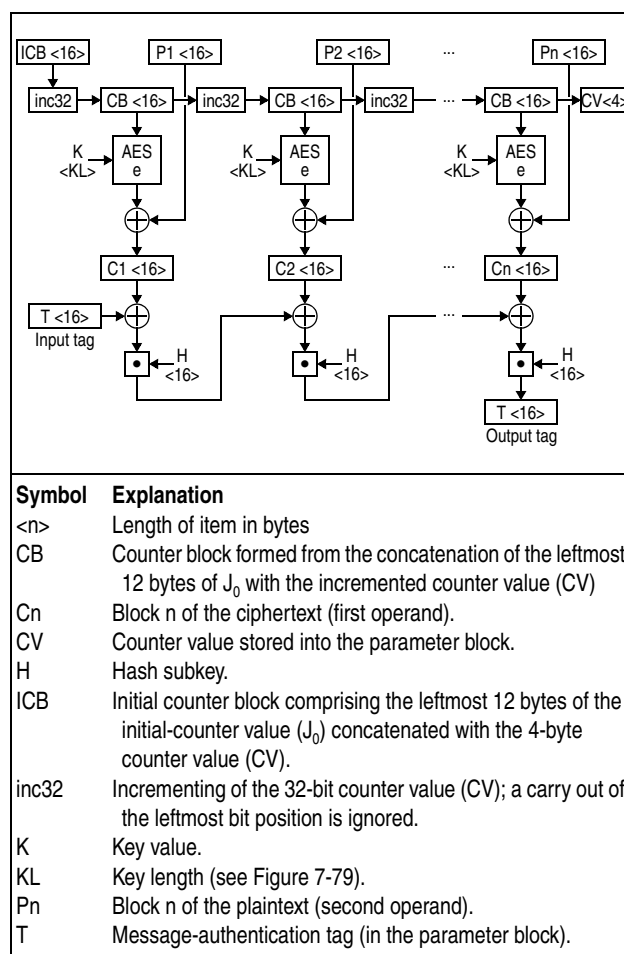 ICB <16> P1 <16> P2 <16> ... Pn <16>
inc32 CB <16> inc32 CB <16> inc32 ... CB <16> CV<4>
K <KL> AES e K <KL> AES e K <KL> AES e
C1 <16> C2 <16> ... Cn <16>
T <16> ...
Input tag
H <16> H <16> H <16>
T <16>
Output tag
Symbol Explanation
<n> Length of item in bytes
CB Counter block formed from the concatenation of the leftmost
12 bytes of J0 with the incremented counter value (CV)
Cn Block n of the ciphertext (first operand).
CV Counter value stored into the parameter block.
H Hash subkey.
ICB Initial counter block comprising the leftmost 12 bytes of the
initial-counter value (J0) concatenated with the 4-byte
counter value (CV).
inc32 Incrementing of the 32-bit counter value (CV); a carry out of
the leftmost bit position is ignored.
K Key value.
KL Key length (see Figure 7-79).
Pn Block n of the plaintext (second operand).
T Message-authentication tag (in the parameter block).